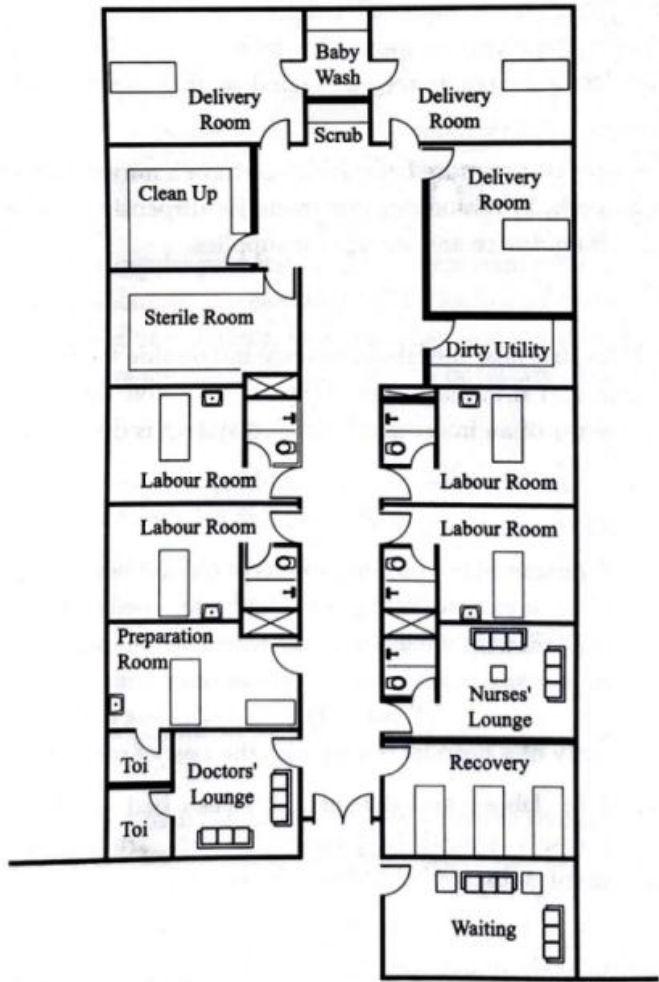 Baby
Wash
Delivery
Room
Delivery
Room
Scrub
Clean Up
Delivery
Room
Sterile Room
Dirty Utility
Labour Room
Labour Room
Labour Room
Labour Room
Preparation
Room
Nurses'
Lounge
Toi
Doctors'
Lounge
Recovery
Toi
Waiting